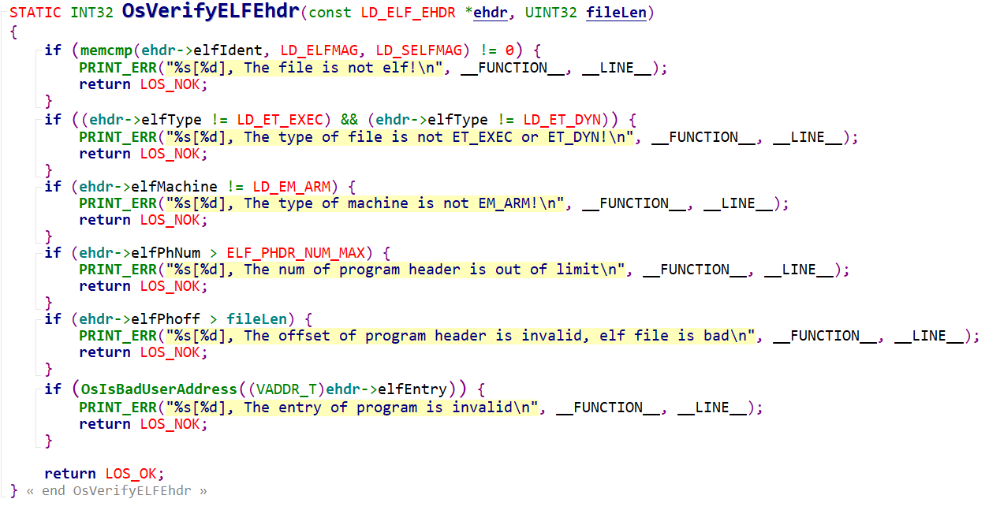 STATIC INT32 OsVerifyELFEhdr(const LD_ELF_EHDR *ehdr, UINT32 fileLen)
{
    if (memcmp(ehdr->elfIdent, LD_ELFMAG, LD_SELFMAG) != 0) {
        PRINT_ERR("%s[%d], The file is not elf!\n", __FUNCTION__, __LINE__);
        return LOS_NOK;
    }
    if ((ehdr->elfType != LD_ET_EXEC) && (ehdr->elfType != LD_ET_DYN)) {
        PRINT_ERR("%s[%d], The type of file is not ET_EXEC or ET_DYN!\n", __FUNCTION__, __LINE__);
        return LOS_NOK;
    }
    if (ehdr->elfMachine != LD_EM_ARM) {
        PRINT_ERR("%s[%d], The type of machine is not EM_ARM!\n", __FUNCTION__, __LINE__);
        return LOS_NOK;
    }
    if (ehdr->elfPhNum > ELF_PHDR_NUM_MAX) {
        PRINT_ERR("%s[%d], The num of program header is out of limit\n", __FUNCTION__, __LINE__);
        return LOS_NOK;
    }
    if (ehdr->elfPhoff > fileLen) {
        PRINT_ERR("%s[%d], The offset of program header is invalid, elf file is bad\n", __FUNCTION__, __LINE__);
        return LOS_NOK;
    }
    if (OsIsBadUserAddress((VADDR_T)ehdr->elfEntry)) {
        PRINT_ERR("%s[%d], The entry of program is invalid\n", __FUNCTION__, __LINE__);
        return LOS_NOK;
    }

    return LOS_OK;
} « end OsVerifyELFEhdr »